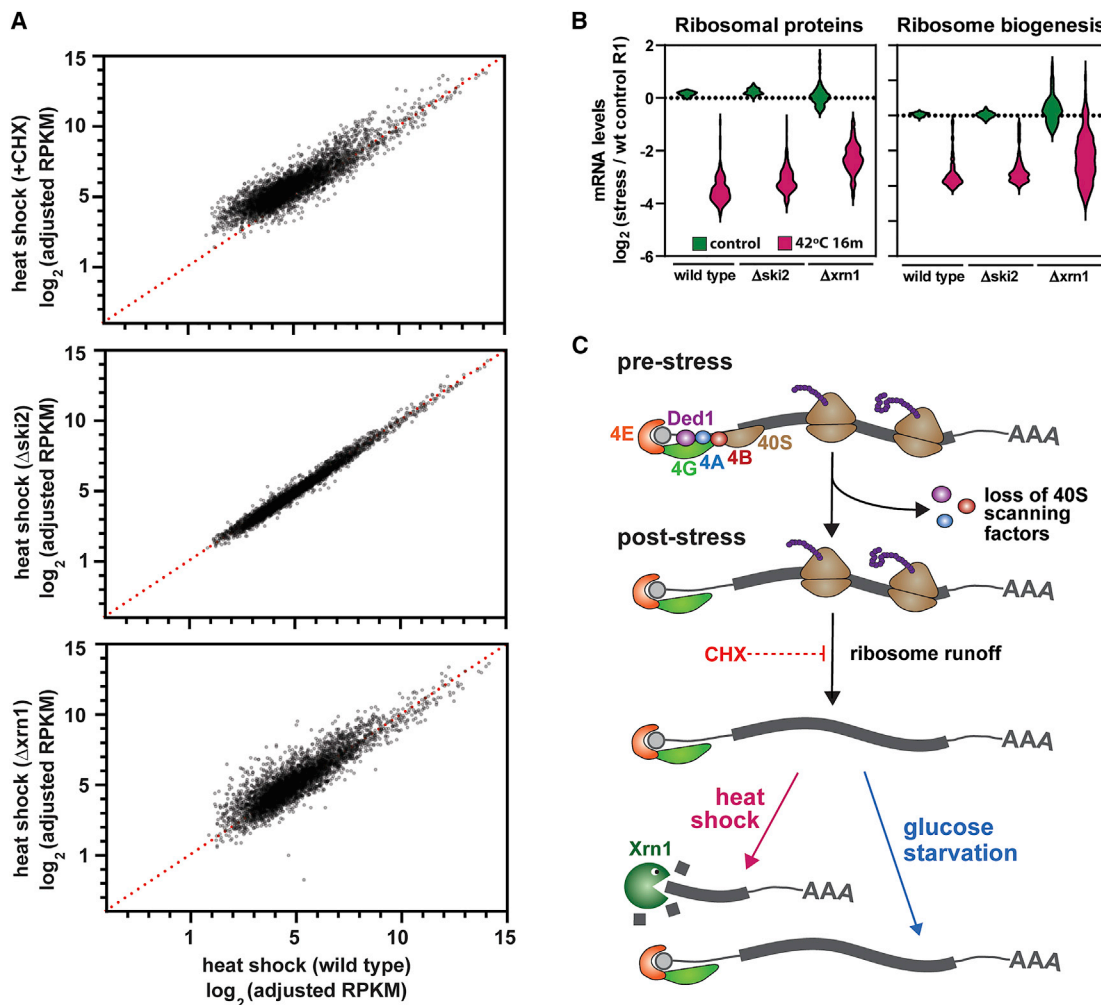 A
15
10
5
1
heat shock (+CHX)
log2 (adjusted RPKM)
1
5
10
15
15
10
5
1
heat shock (Δski2)
log2 (adjusted RPKM)
15
10
5
1
heat shock (Δxrn1)
log2 (adjusted RPKM)
1
5
10
15
heat shock (wild type)
log2 (adjusted RPKM)
B
Ribosomal proteins
Ribosome biogenesis
2
0
-2
-4
-6
mRNA levels
log2 (stress / wt control R1)
control
42ºC 16m
wild type
Δski2
Δxrn1
wild type
Δski2
Δxrn1
C
pre-stress
Ded1
4E
4G
4A
4B
40S
AAA
loss of 40S
scanning
factors
post-stress
AAA
CHX
ribosome runoff
AAA
heat
shock
glucose
starvation
Xrn1
AAA
AAA